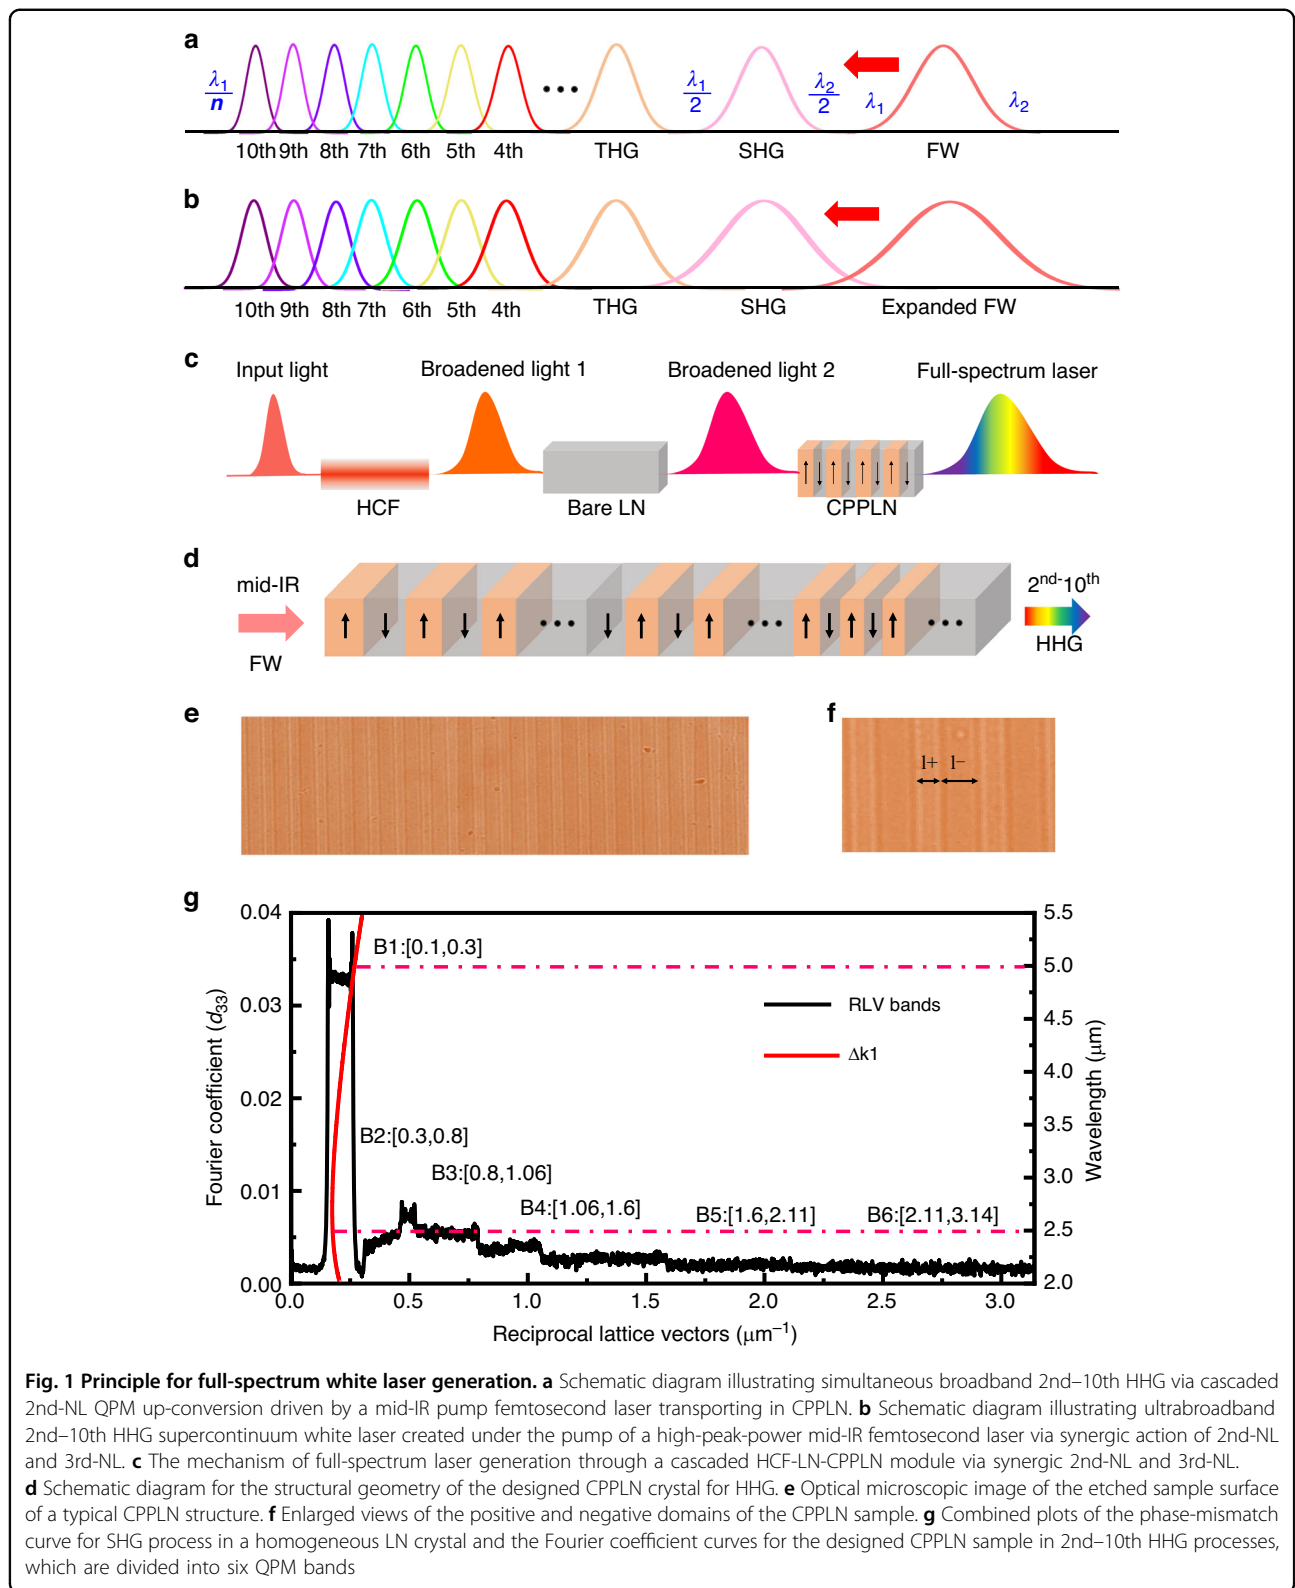 a
λ1/n
λ1/2
λ2/2
λ1
λ2
10th 9th 8th 7th 6th 5th 4th THG SHG FW
b
10th 9th 8th 7th 6th 5th 4th THG SHG Expanded FW
c
Input light Broadened light 1 Broadened light 2 Full-spectrum laser
HCF Bare LN CPPLN
d
mid-IR
FW
2nd-10th
HHG
e
f
l+ l−
g
0.04
0.03
0.02
0.01
0.00
Fourier coefficient (d33)
B1:[0.1,0.3]
RLV bands
Δk1
B2:[0.3,0.8]
B3:[0.8,1.06]
B4:[1.06,1.6]
B5:[1.6,2.11]
B6:[2.11,3.14]
5.5
5.0
4.5
4.0
3.5
3.0
2.5
2.0
Wavelength (μm)
0.0 0.5 1.0 1.5 2.0 2.5 3.0
Reciprocal lattice vectors (μm−1)
Fig. 1 Principle for full-spectrum white laser generation. a Schematic diagram illustrating simultaneous broadband 2nd–10th HHG via cascaded
2nd-NL QPM up-conversion driven by a mid-IR pump femtosecond laser transporting in CPPLN. b Schematic diagram illustrating ultrabroadband
2nd–10th HHG supercontinuum white laser created under the pump of a high-peak-power mid-IR femtosecond laser via synergic action of 2nd-NL
and 3rd-NL. c The mechanism of full-spectrum laser generation through a cascaded HCF-LN-CPPLN module via synergic 2nd-NL and 3rd-NL.
d Schematic diagram for the structural geometry of the designed CPPLN crystal for HHG. e Optical microscopic image of the etched sample surface
of a typical CPPLN structure. f Enlarged views of the positive and negative domains of the CPPLN sample. g Combined plots of the phase-mismatch
curve for SHG process in a homogeneous LN crystal and the Fourier coefficient curves for the designed CPPLN sample in 2nd–10th HHG processes,
which are divided into six QPM bands